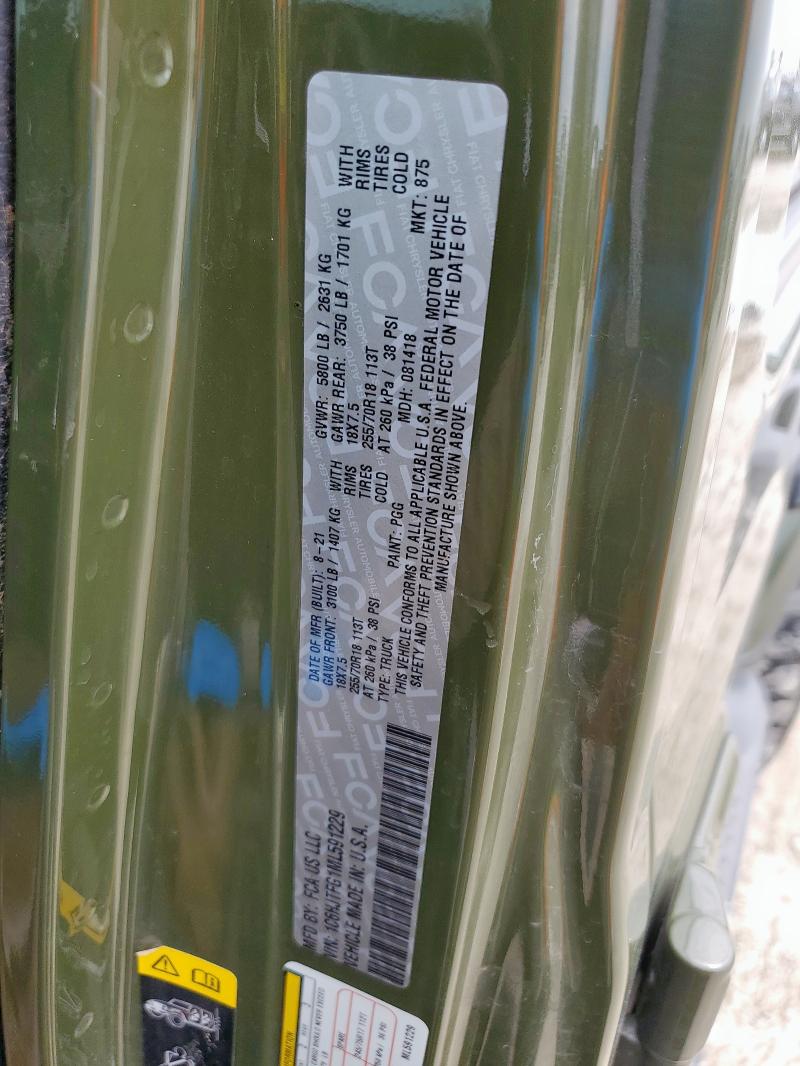 MFD BY: FCA US LLC
DATE OF MFR (BUILT): 8-21
GVWR: 5800 LB / 2631 KG
GAWR FRONT: 3100 LB / 1407 KG WITH
GAWR REAR: 3750 LB / 1701 KG WITH
18X7.5 RIMS
18X7.5 RIMS
255/70R18 113T TIRES
255/70R18 113T TIRES
AT 260 kPa / 38 PSI COLD
AT 260 kPa / 38 PSI COLD
VIN: 1C6HJTFG1ML591229
TYPE: TRUCK
PAINT: PGG
MDH: 081418
MKT: 875
VEHICLE MADE IN: U.S.A.
THIS VEHICLE CONFORMS TO ALL APPLICABLE U.S.A. FEDERAL MOTOR VEHICLE
SAFETY AND THEFT PREVENTION STANDARDS IN EFFECT ON THE DATE OF
MANUFACTURE SHOWN ABOVE.
SPARE
ML591229